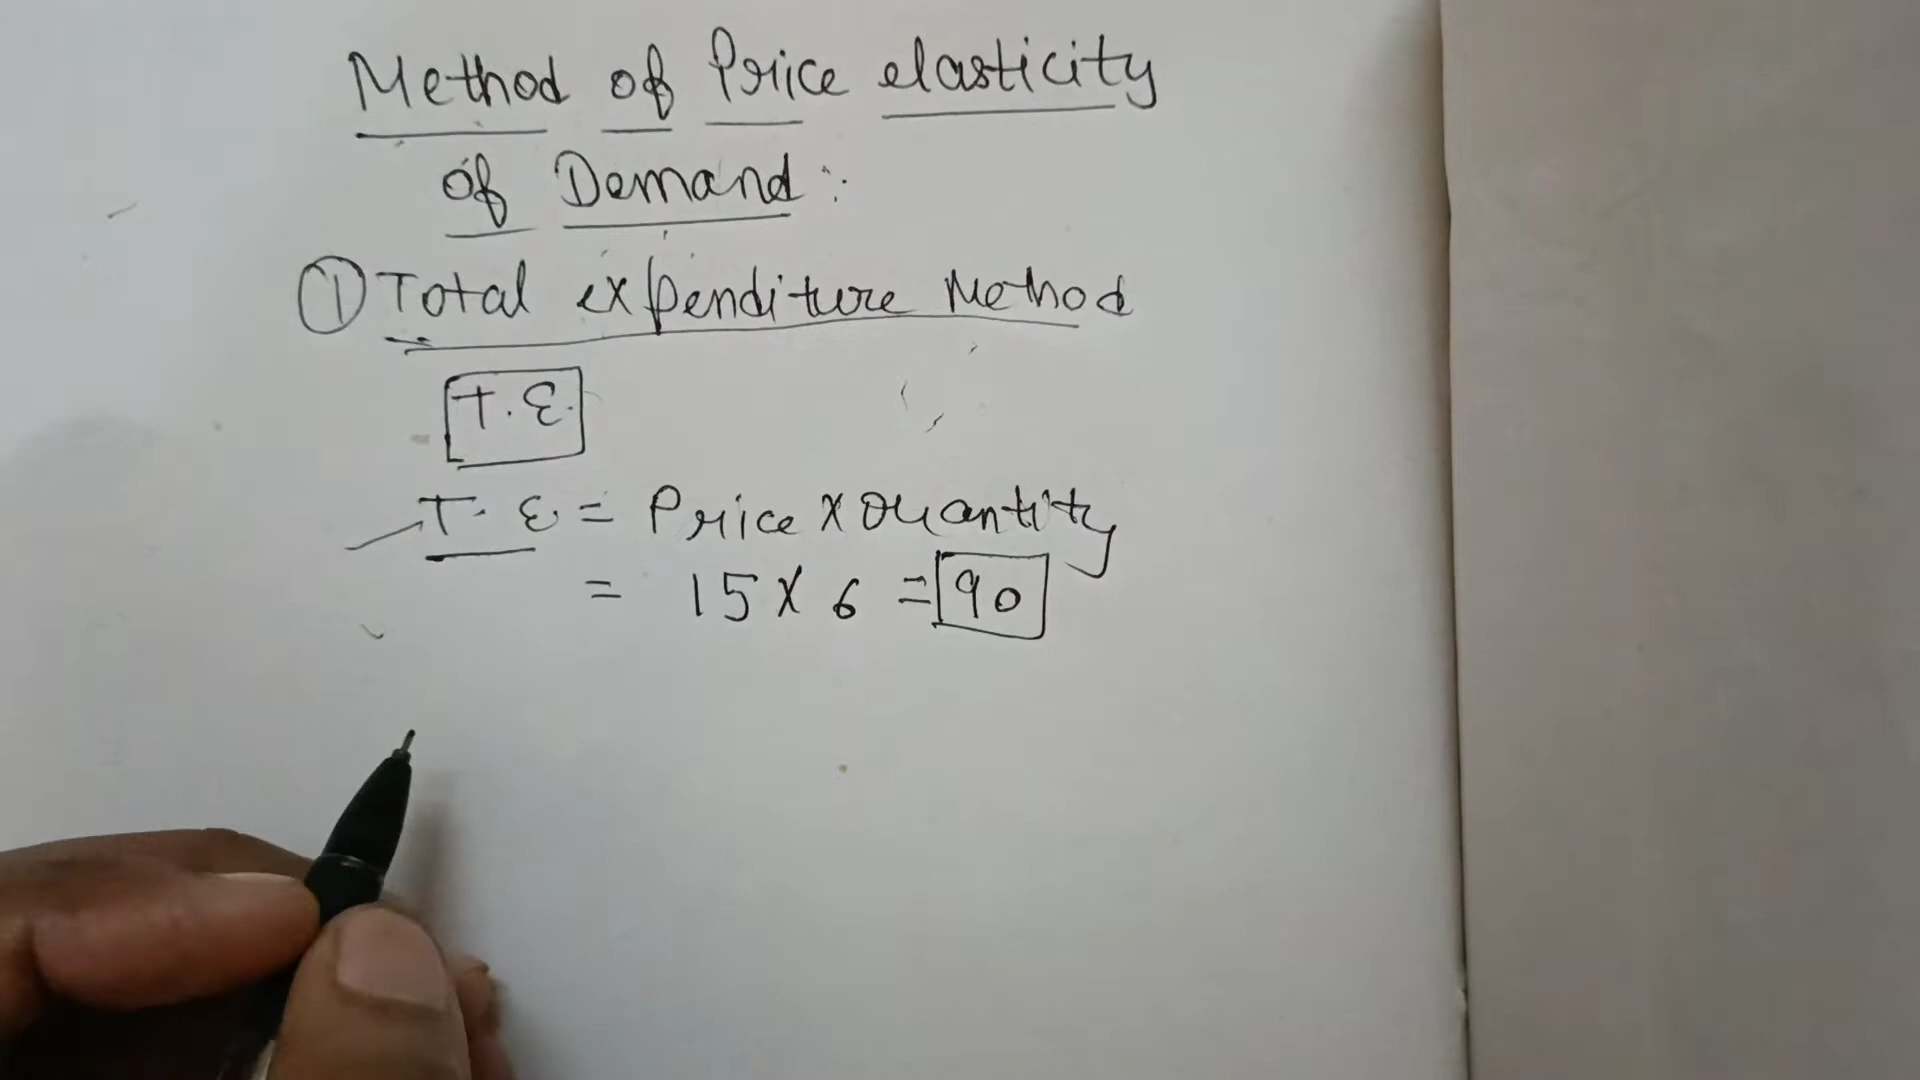 Method of Price elasticity
of Demand :
① Total expenditure Method
T.E.
T. E = Price x Quantity
= 15 x 6 = 90